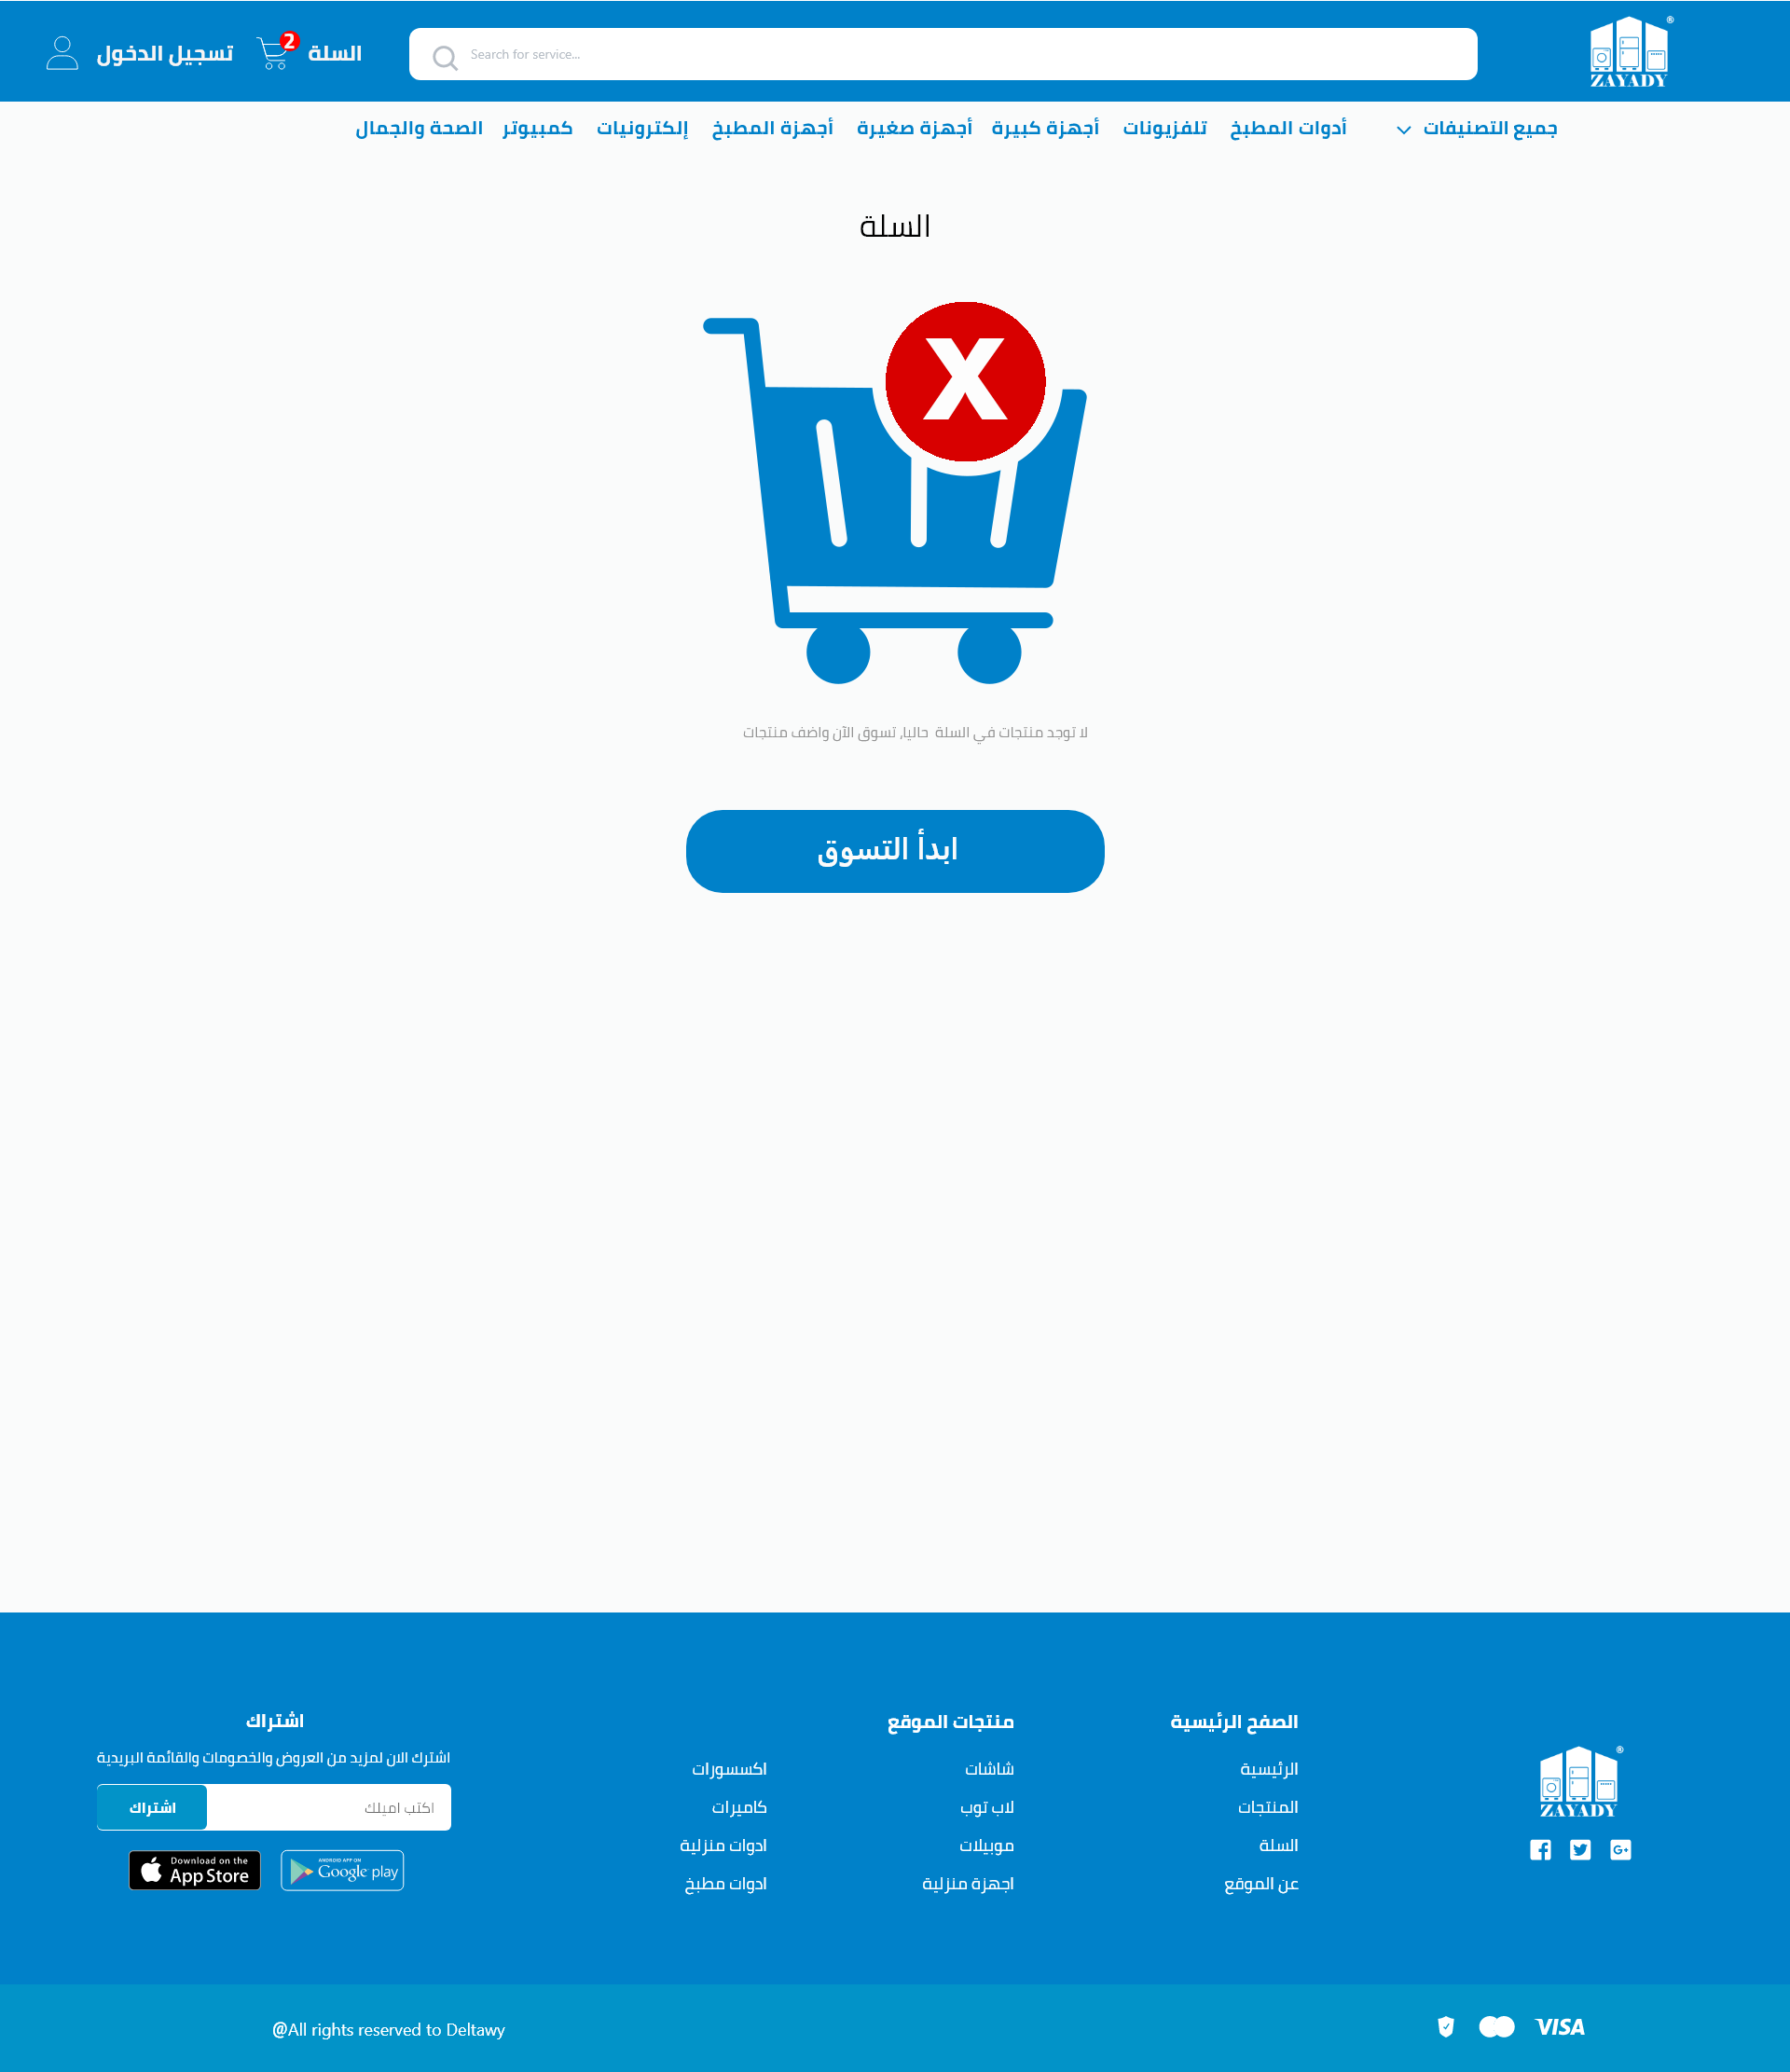 ZAYADY ®
Search for service...
السلة
2
تسجيل الدخول
جميع التصنيفات أدوات المطبخ تلفزيونات أجهزة كبيرة أجهزة صغيرة أجهزة المطبخ إلكترونيات كمبيوتر الصحة والجمال
السلة
X
لا توجد منتجات في السلة حاليا, تسوق الآن واضف منتجات
ابدأ التسوق
ZAYADY ®
G+
الصفح الرئيسية
الرئيسية
المنتجات
السلة
عن الموقع
منتجات الموقع
شاشات
لاب توب
موبيلات
اجهزة منزلية
اكسسورات
كاميرات
ادوات منزلية
ادوات مطبخ
اشتراك
اشترك الان لمزيد من العروض والخصومات والقائمة البريدية
اكتب اميلك
اشتراك
ANDROID APP ON
Google play
Download on the
App Store
@All rights reserved to Deltawy
VISA